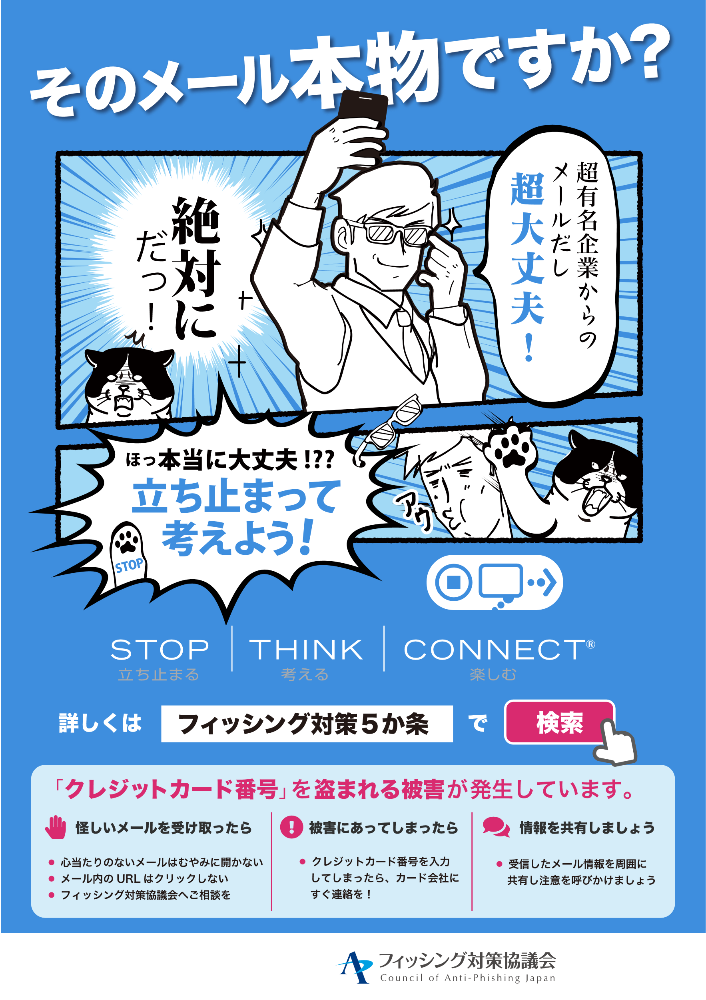 そのメール本物ですか?
超有名企業からの
メールだし
超大丈夫!
絶対に
だっ!
ほっ本当に大丈夫!??
立ち止まって
考えよう!
STOP
アウ
STOP | THINK | CONNECT®
立ち止まる 考える 楽しむ
詳しくは フィッシング対策5か条 で 検索
「クレジットカード番号」を盗まれる被害が発生しています。
怪しいメールを受け取ったら
● 心当たりのないメールはむやみに開かない
● メール内の URL はクリックしない
● フィッシング対策協議会へご相談を
被害にあってしまったら
● クレジットカード番号を入力
してしまったら、カード会社に
すぐ連絡を!
情報を共有しましょう
● 受信したメール情報を周囲に
共有し注意を呼びかけましょう
フィッシング対策協議会
Council of Anti-Phishing Japan